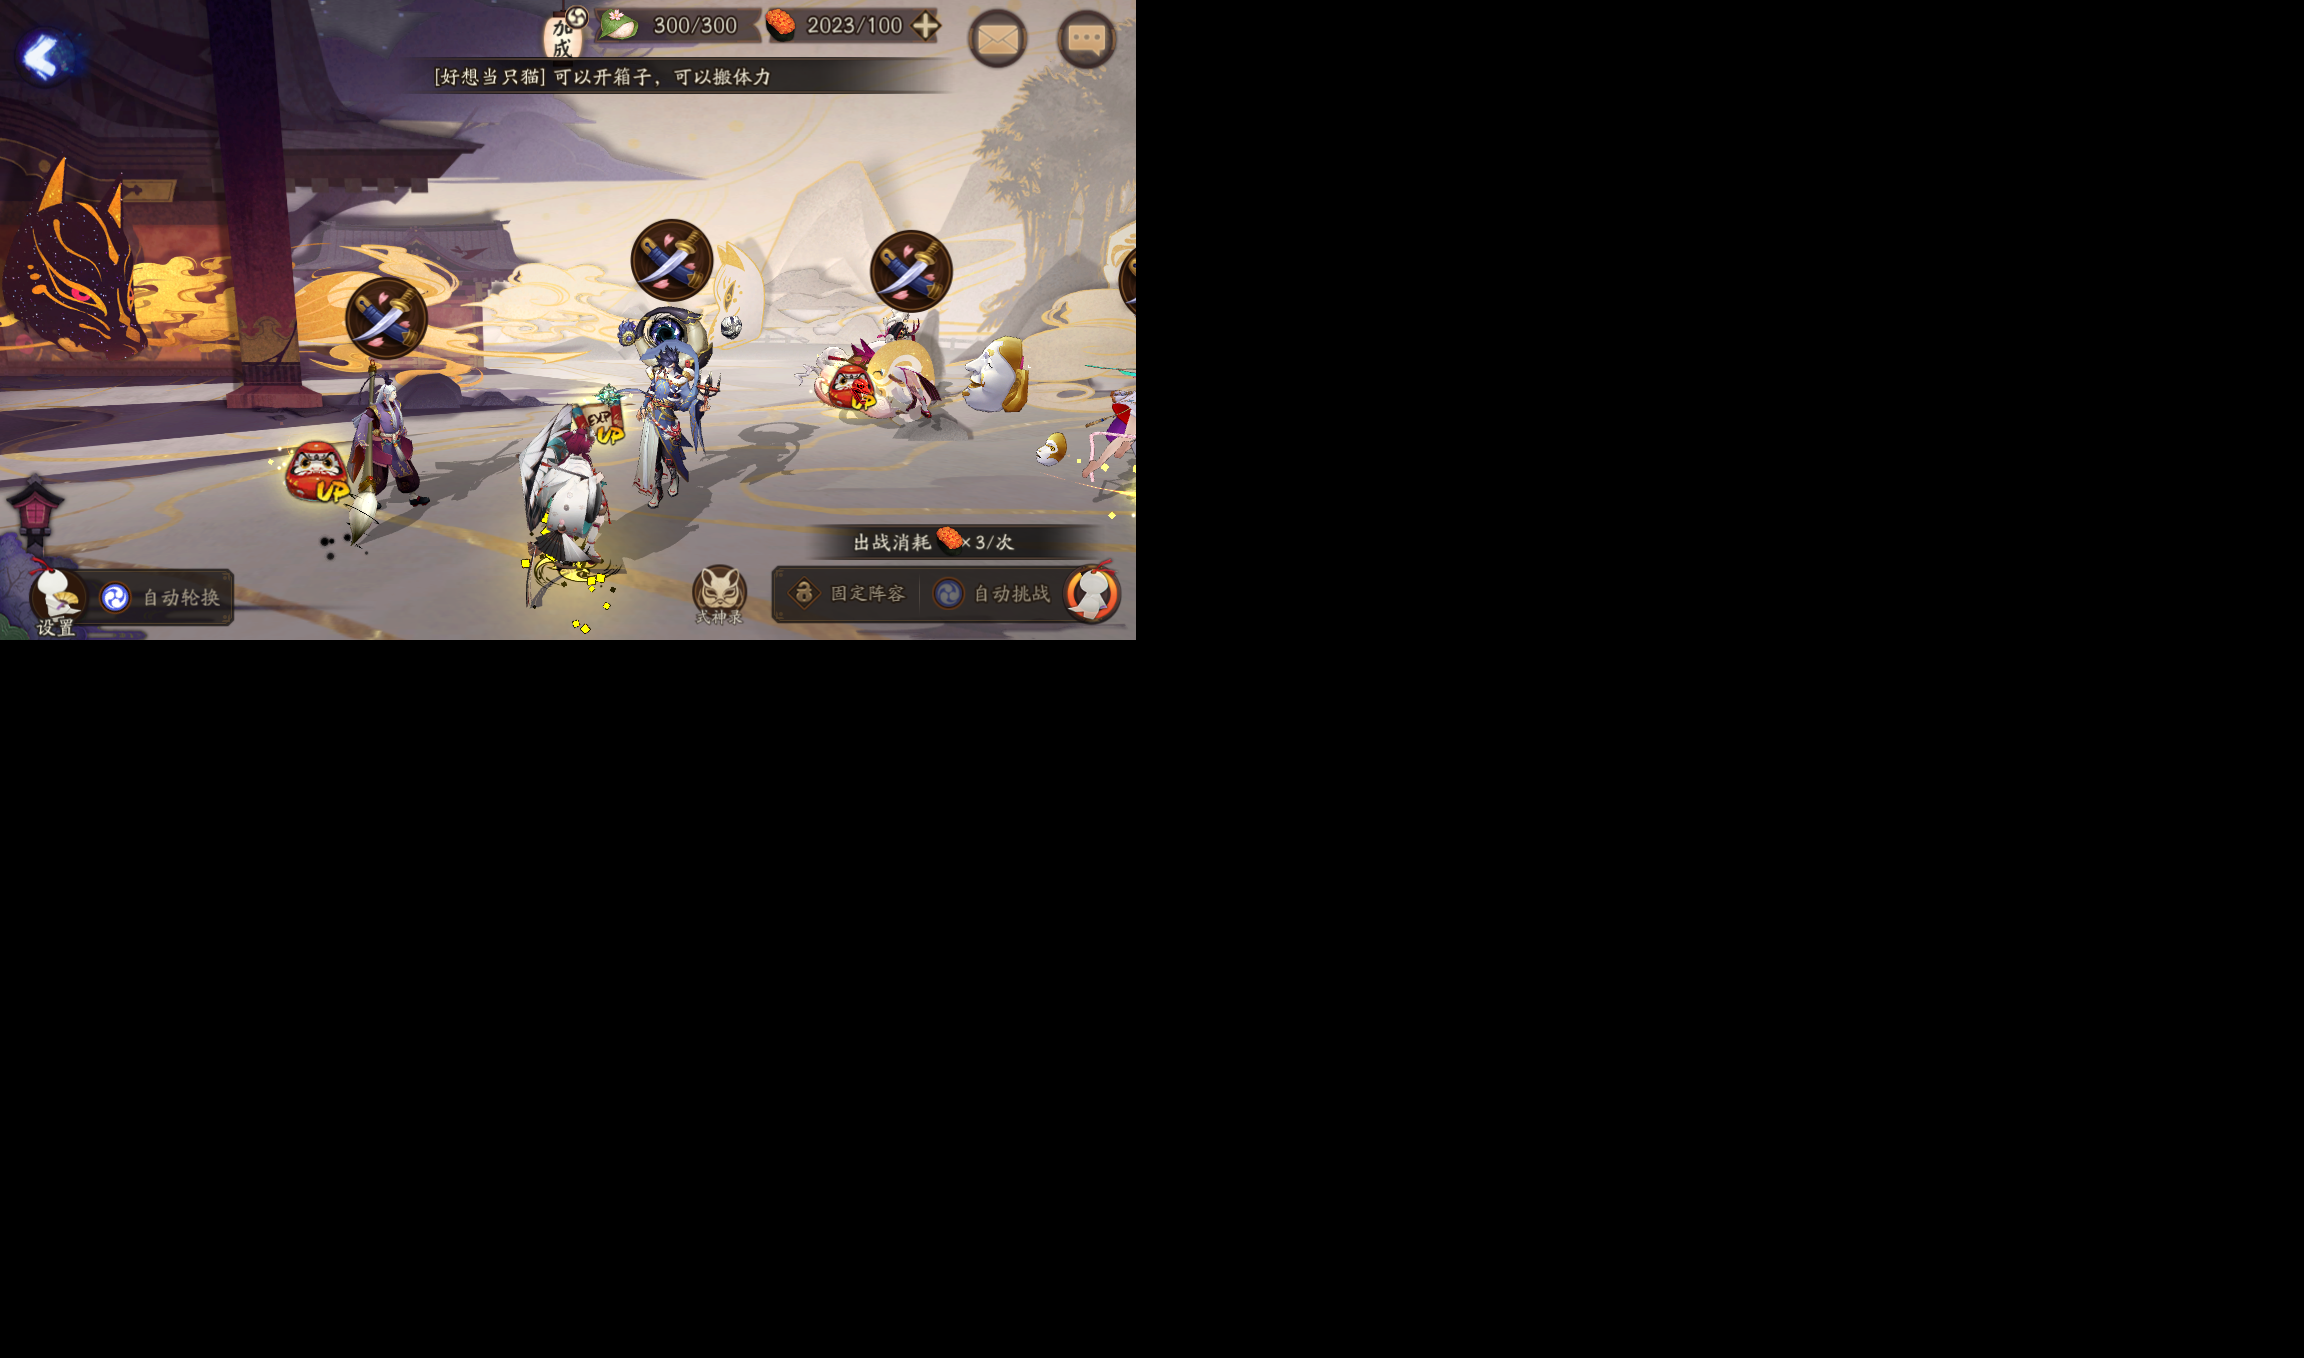 加成
300/300
2023/100
[好想当只猫] 可以开箱子，可以搬体力
EXP
UP
UP
UP
出战消耗 × 3/次
自动轮换
设置
式神录
固定阵容
自动挑战